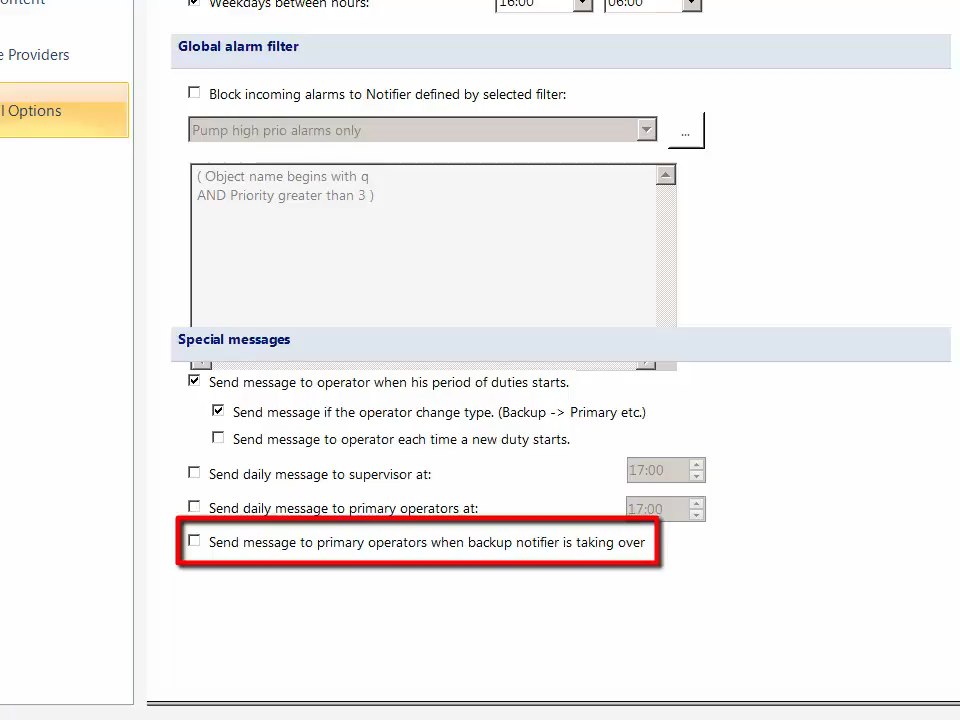 Weekdays between hours:
16:00
06:00
Providers
Options
Global alarm filter
Block incoming alarms to Notifier defined by selected filter:
Pump high prio alarms only
...
( Object name begins with q
AND Priority greater than 3 )
Special messages
Send message to operator when his period of duties starts.
Send message if the operator change type. (Backup -> Primary etc.)
Send message to operator each time a new duty starts.
Send daily message to supervisor at:
17:00
Send daily message to primary operators at:
17:00
Send message to primary operators when backup notifier is taking over